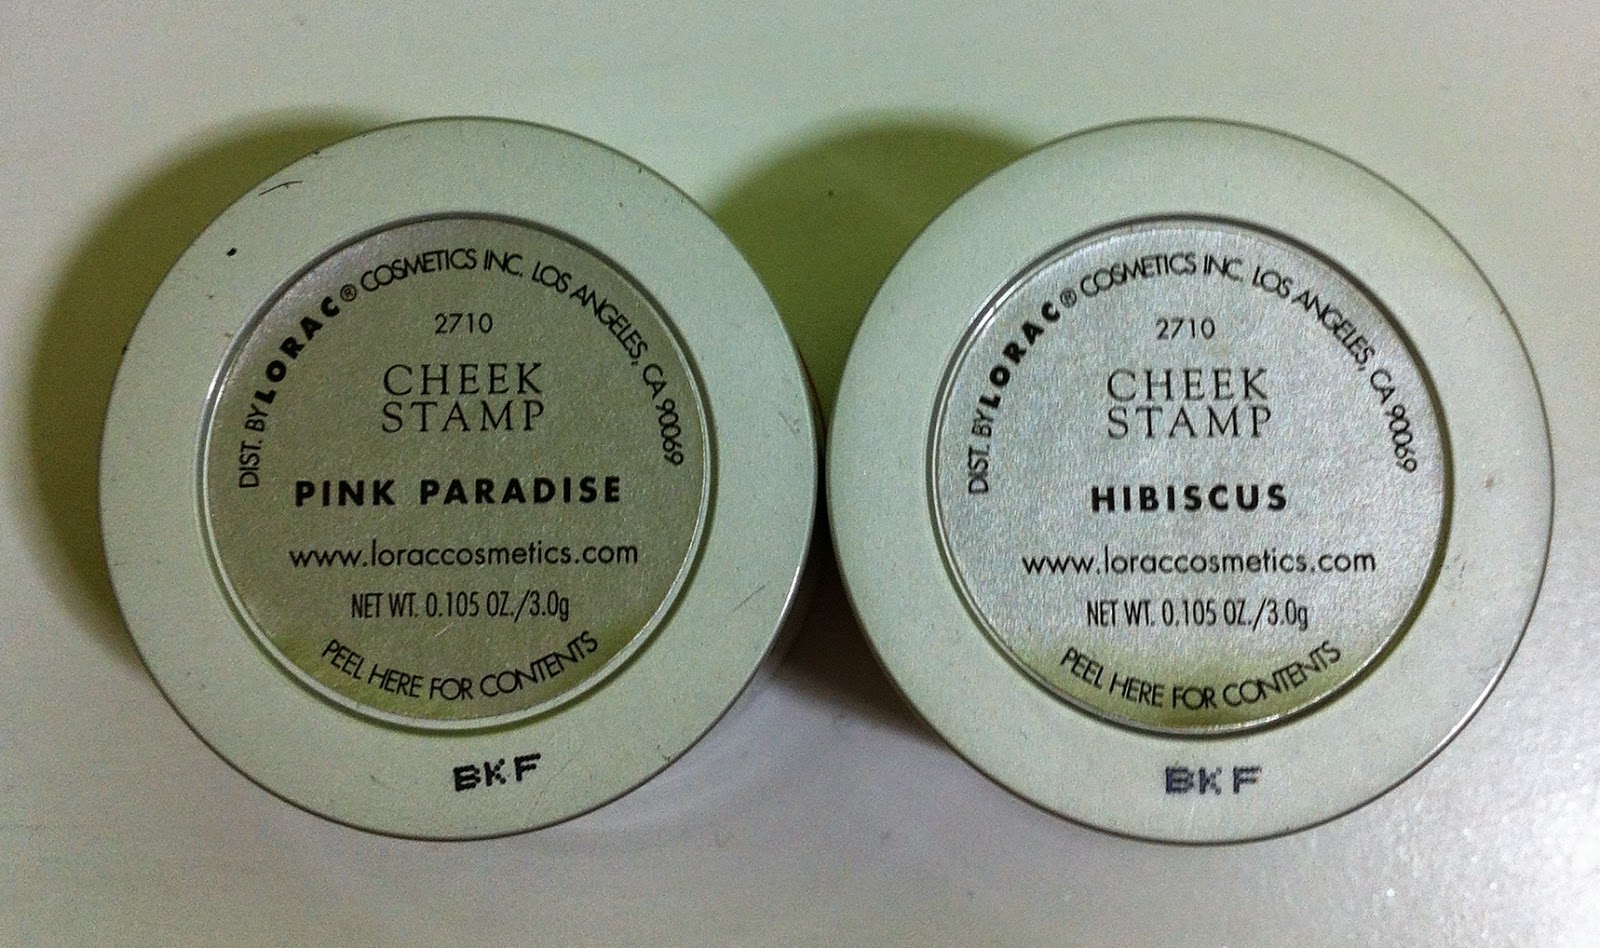 DIST. BY LORAC® COSMETICS INC. LOS ANGELES, CA 90069
2710
CHEEK
STAMP
PINK PARADISE
www.loraccosmetics.com
NET WT. 0.105 OZ./3.0g
PEEL HERE FOR CONTENTS
BKF
DIST. BY LORAC® COSMETICS INC. LOS ANGELES, CA 90069
2710
CHEEK
STAMP
HIBISCUS
www.loraccosmetics.com
NET WT. 0.105 OZ./3.0g
PEEL HERE FOR CONTENTS
BKF